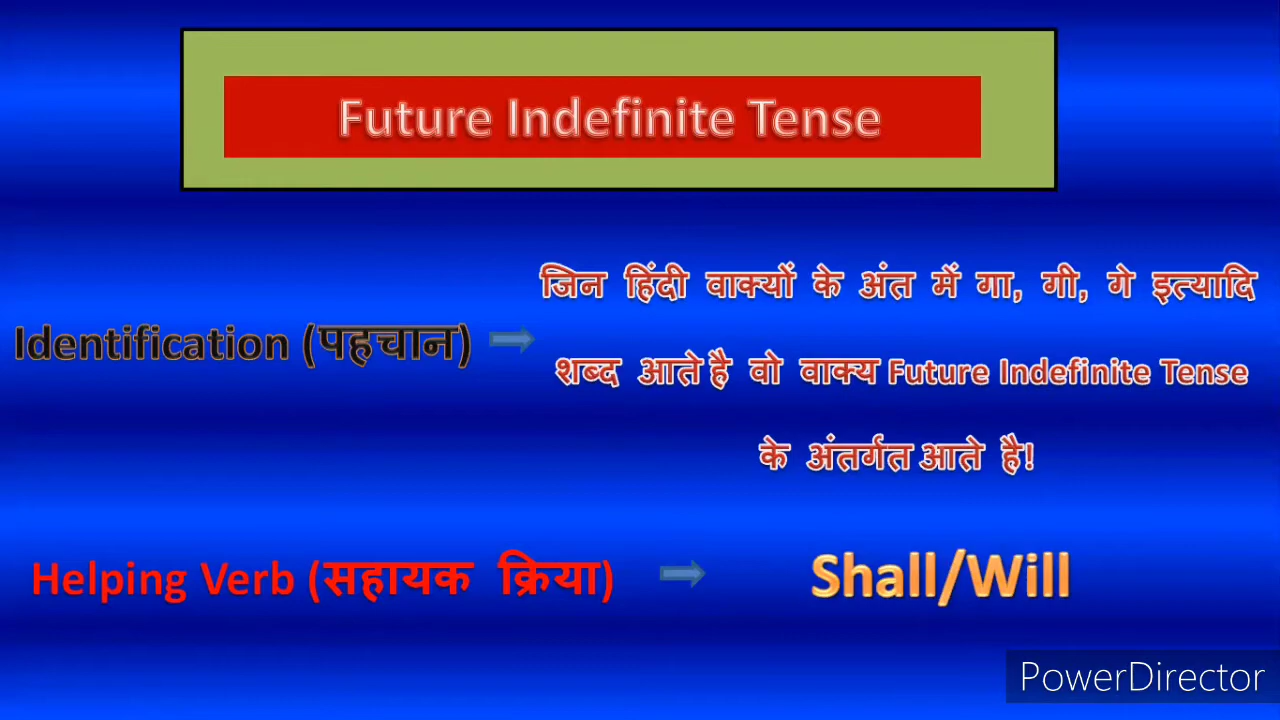 Future Indefinite Tense
जिन हिंदी वाक्यों के अंत में गा, गी, गे इत्यादि
Identification (पहचान)
शब्द आते है वो वाक्य Future Indefinite Tense
के अंतर्गत आते है!
Helping Verb (सहायक क्रिया)
Shall/Will
PowerDirector